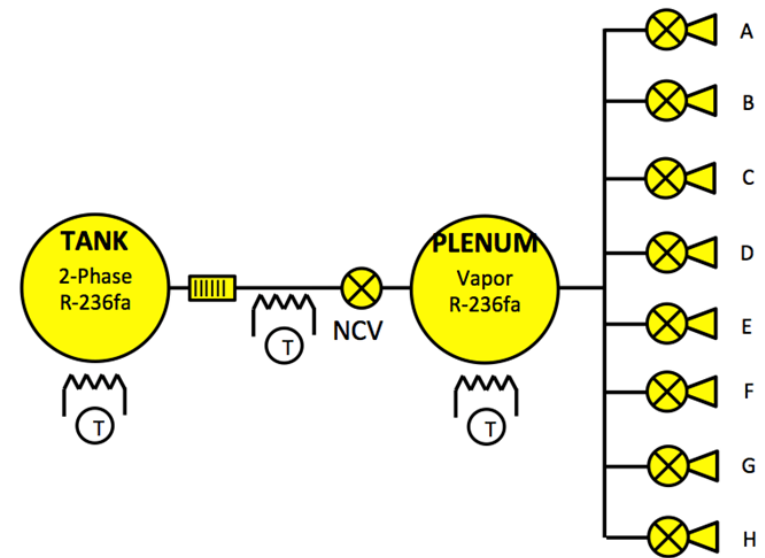 TANK
2-Phase
R-236fa
T
T
NCV
PLENUM
Vapor
R-236fa
T
A
B
C
D
E
F
G
H